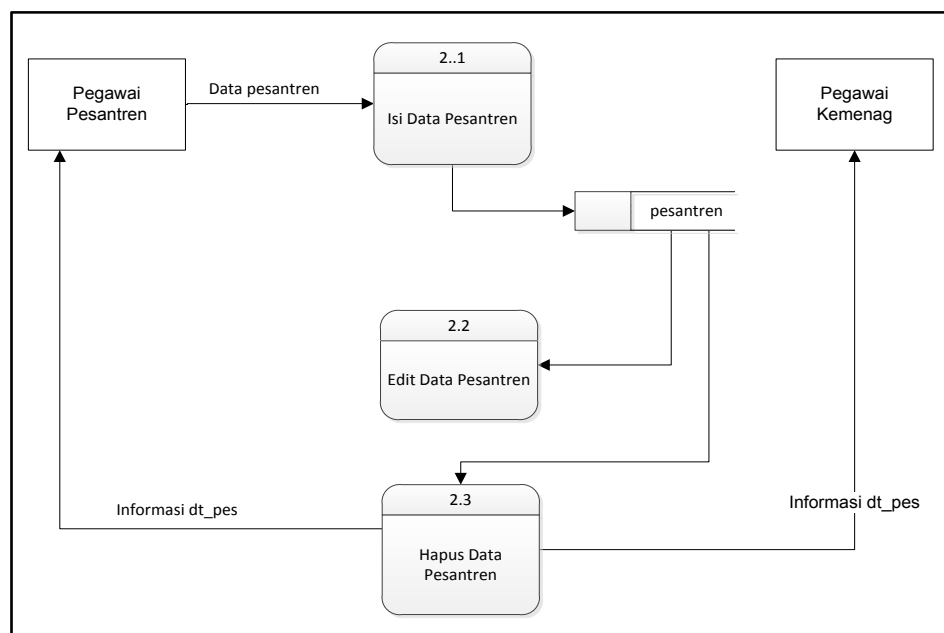 2..1
Pegawai
Pesantren
Data pesantren
Isi Data Pesantren
Pegawai
Kemenag
pesantren
2.2
Edit Data Pesantren
2.3
Informasi dt_pes
Informasi dt_pes
Hapus Data
Pesantren